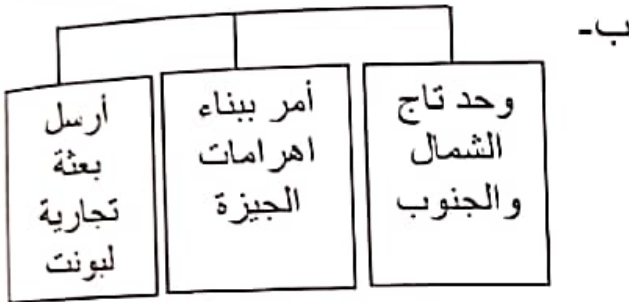 ب-
وحد تاج
الشمال
والجنوب
أمر ببناء
اهرامات
الجيزة
أرسل
بعثة
تجارية
لبونت